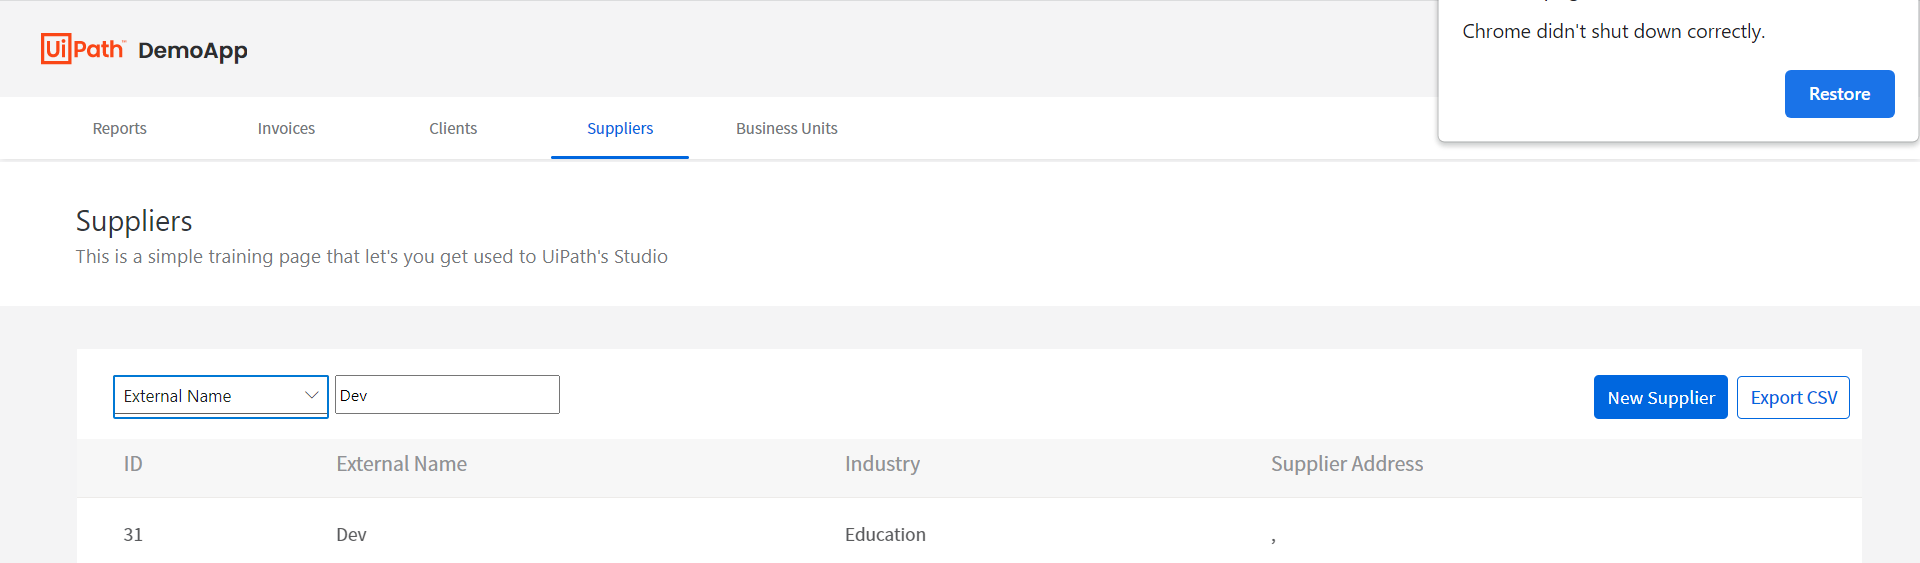 Chrome didn't shut down correctly.
UiPath™ DemoApp
Restore
Reports Invoices Clients Suppliers Business Units
Suppliers
This is a simple training page that let's you get used to UiPath's Studio
External Name Dev New Supplier Export CSV
ID External Name Industry Supplier Address
31 Dev Education ,